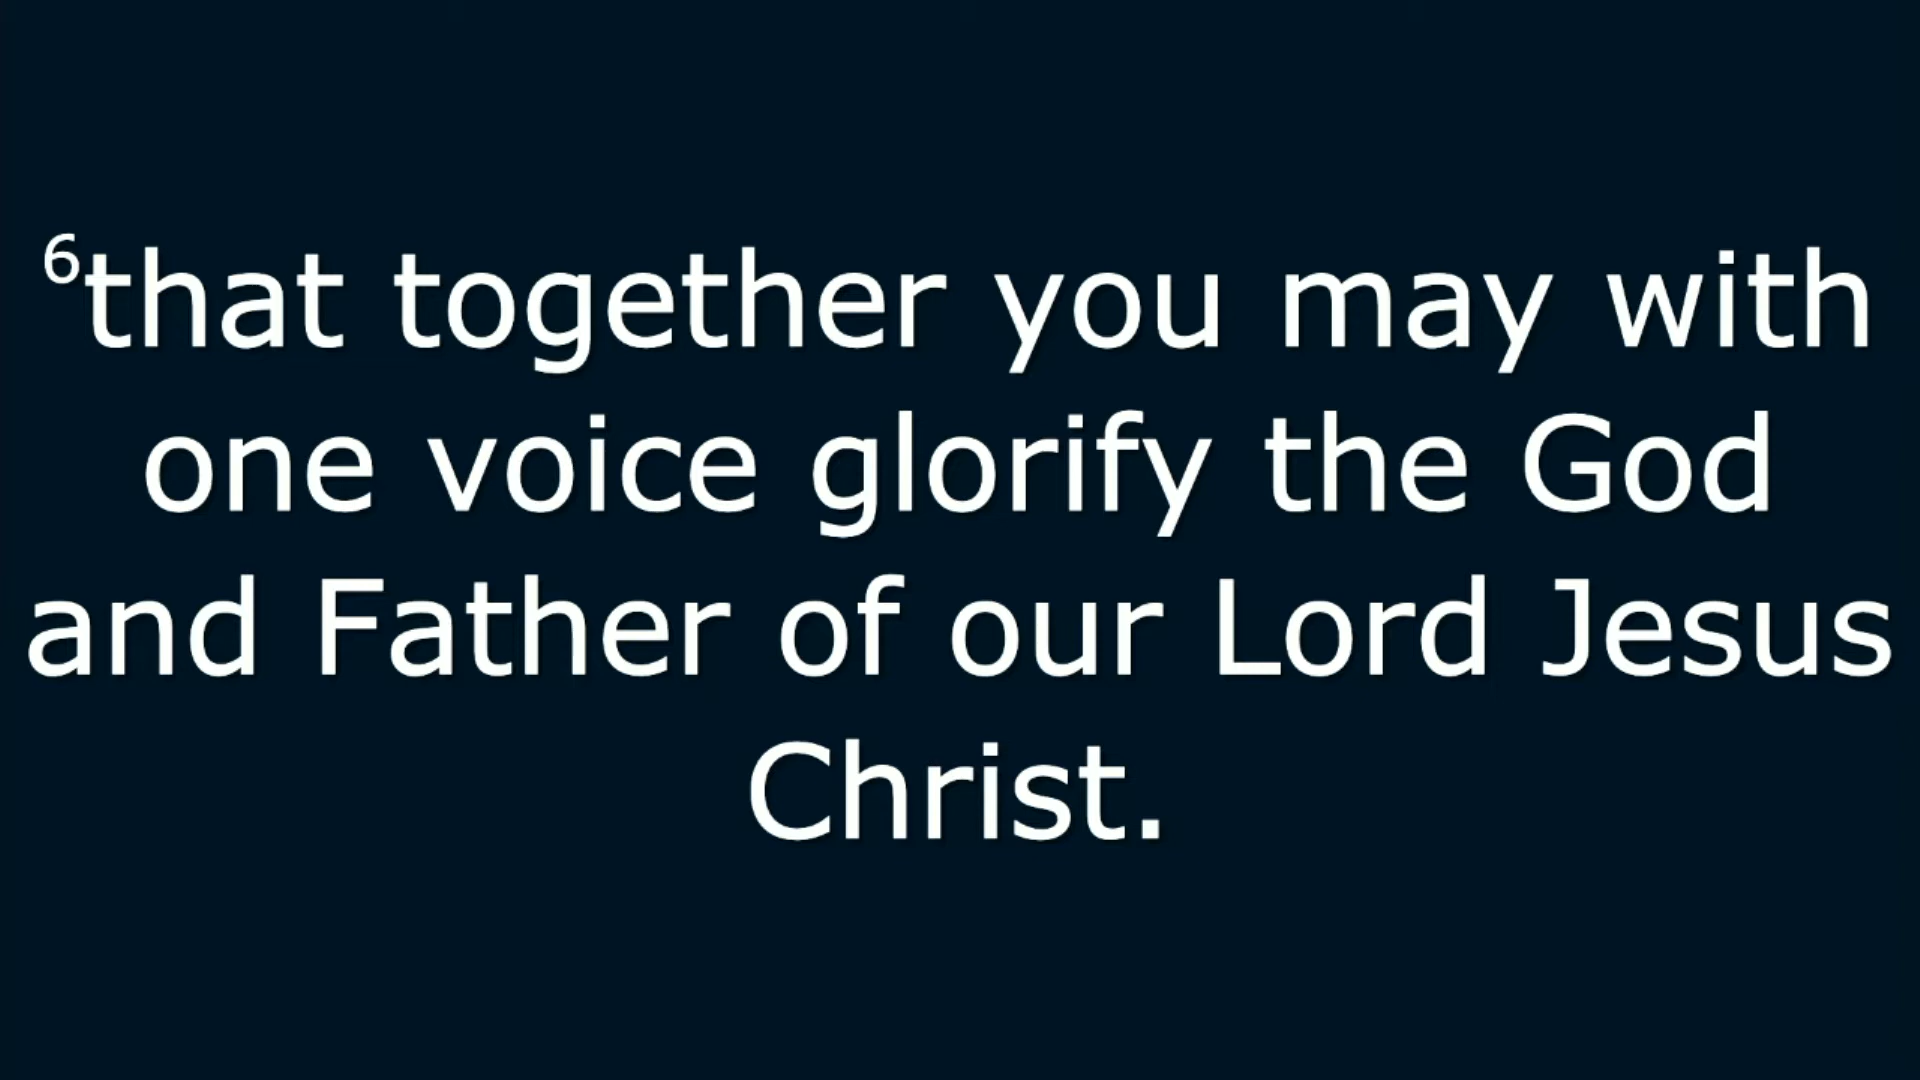 ⁶that together you may with
one voice glorify the God
and Father of our Lord Jesus
Christ.